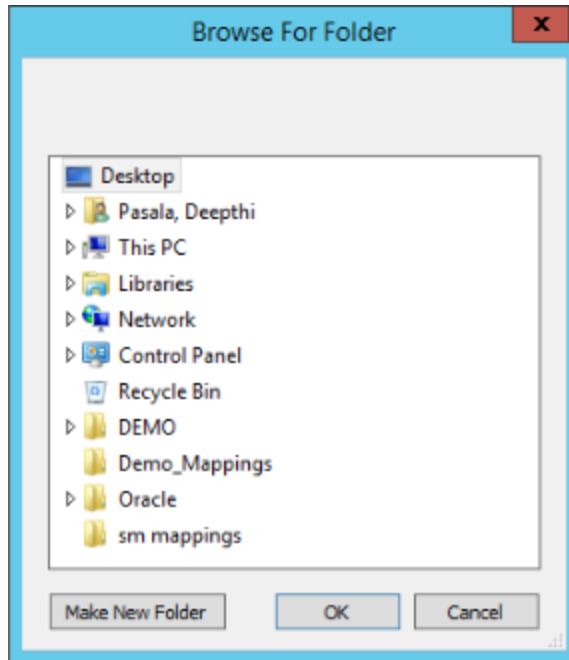 Browse For Folder
x
Desktop
Pasala, Deepthi
This PC
Libraries
Network
Control Panel
Recycle Bin
DEMO
Demo_Mappings
Oracle
sm mappings
Make New Folder OK Cancel